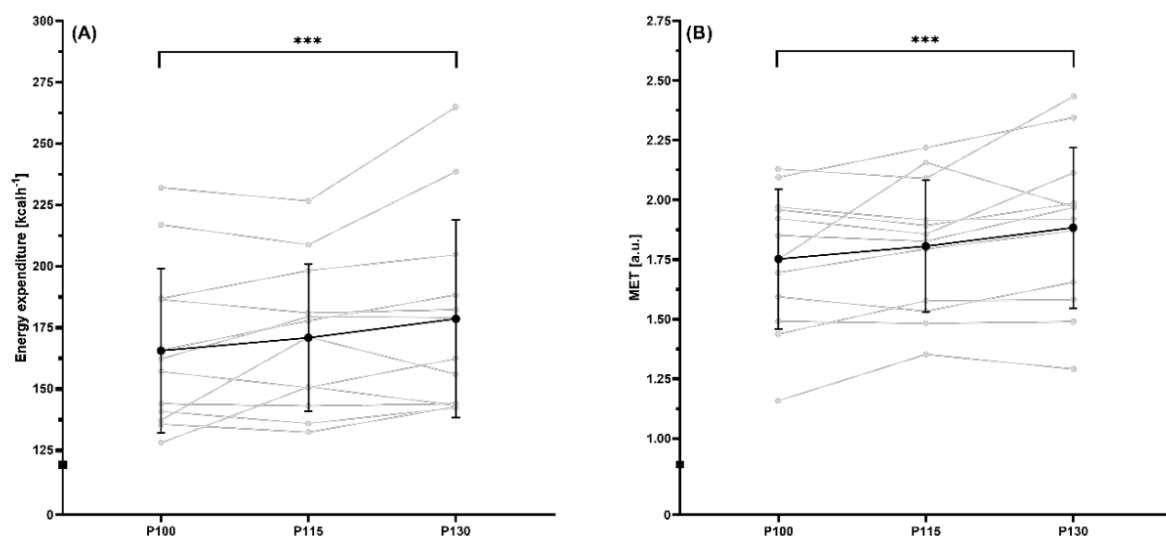 (A)
***
Energy expenditure [kcalh⁻¹]
300
275
250
225
200
175
150
125
0
P100
P115
P130
(B)
***
MET [a.u.]
2.75
2.50
2.25
2.00
1.75
1.50
1.25
1.00
0
P100
P115
P130